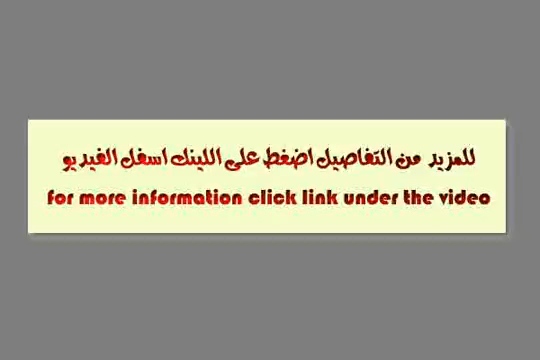 للمزيد من التفاصيل اضغط على اللينك اسفل الفيديو
for more information click link under the video